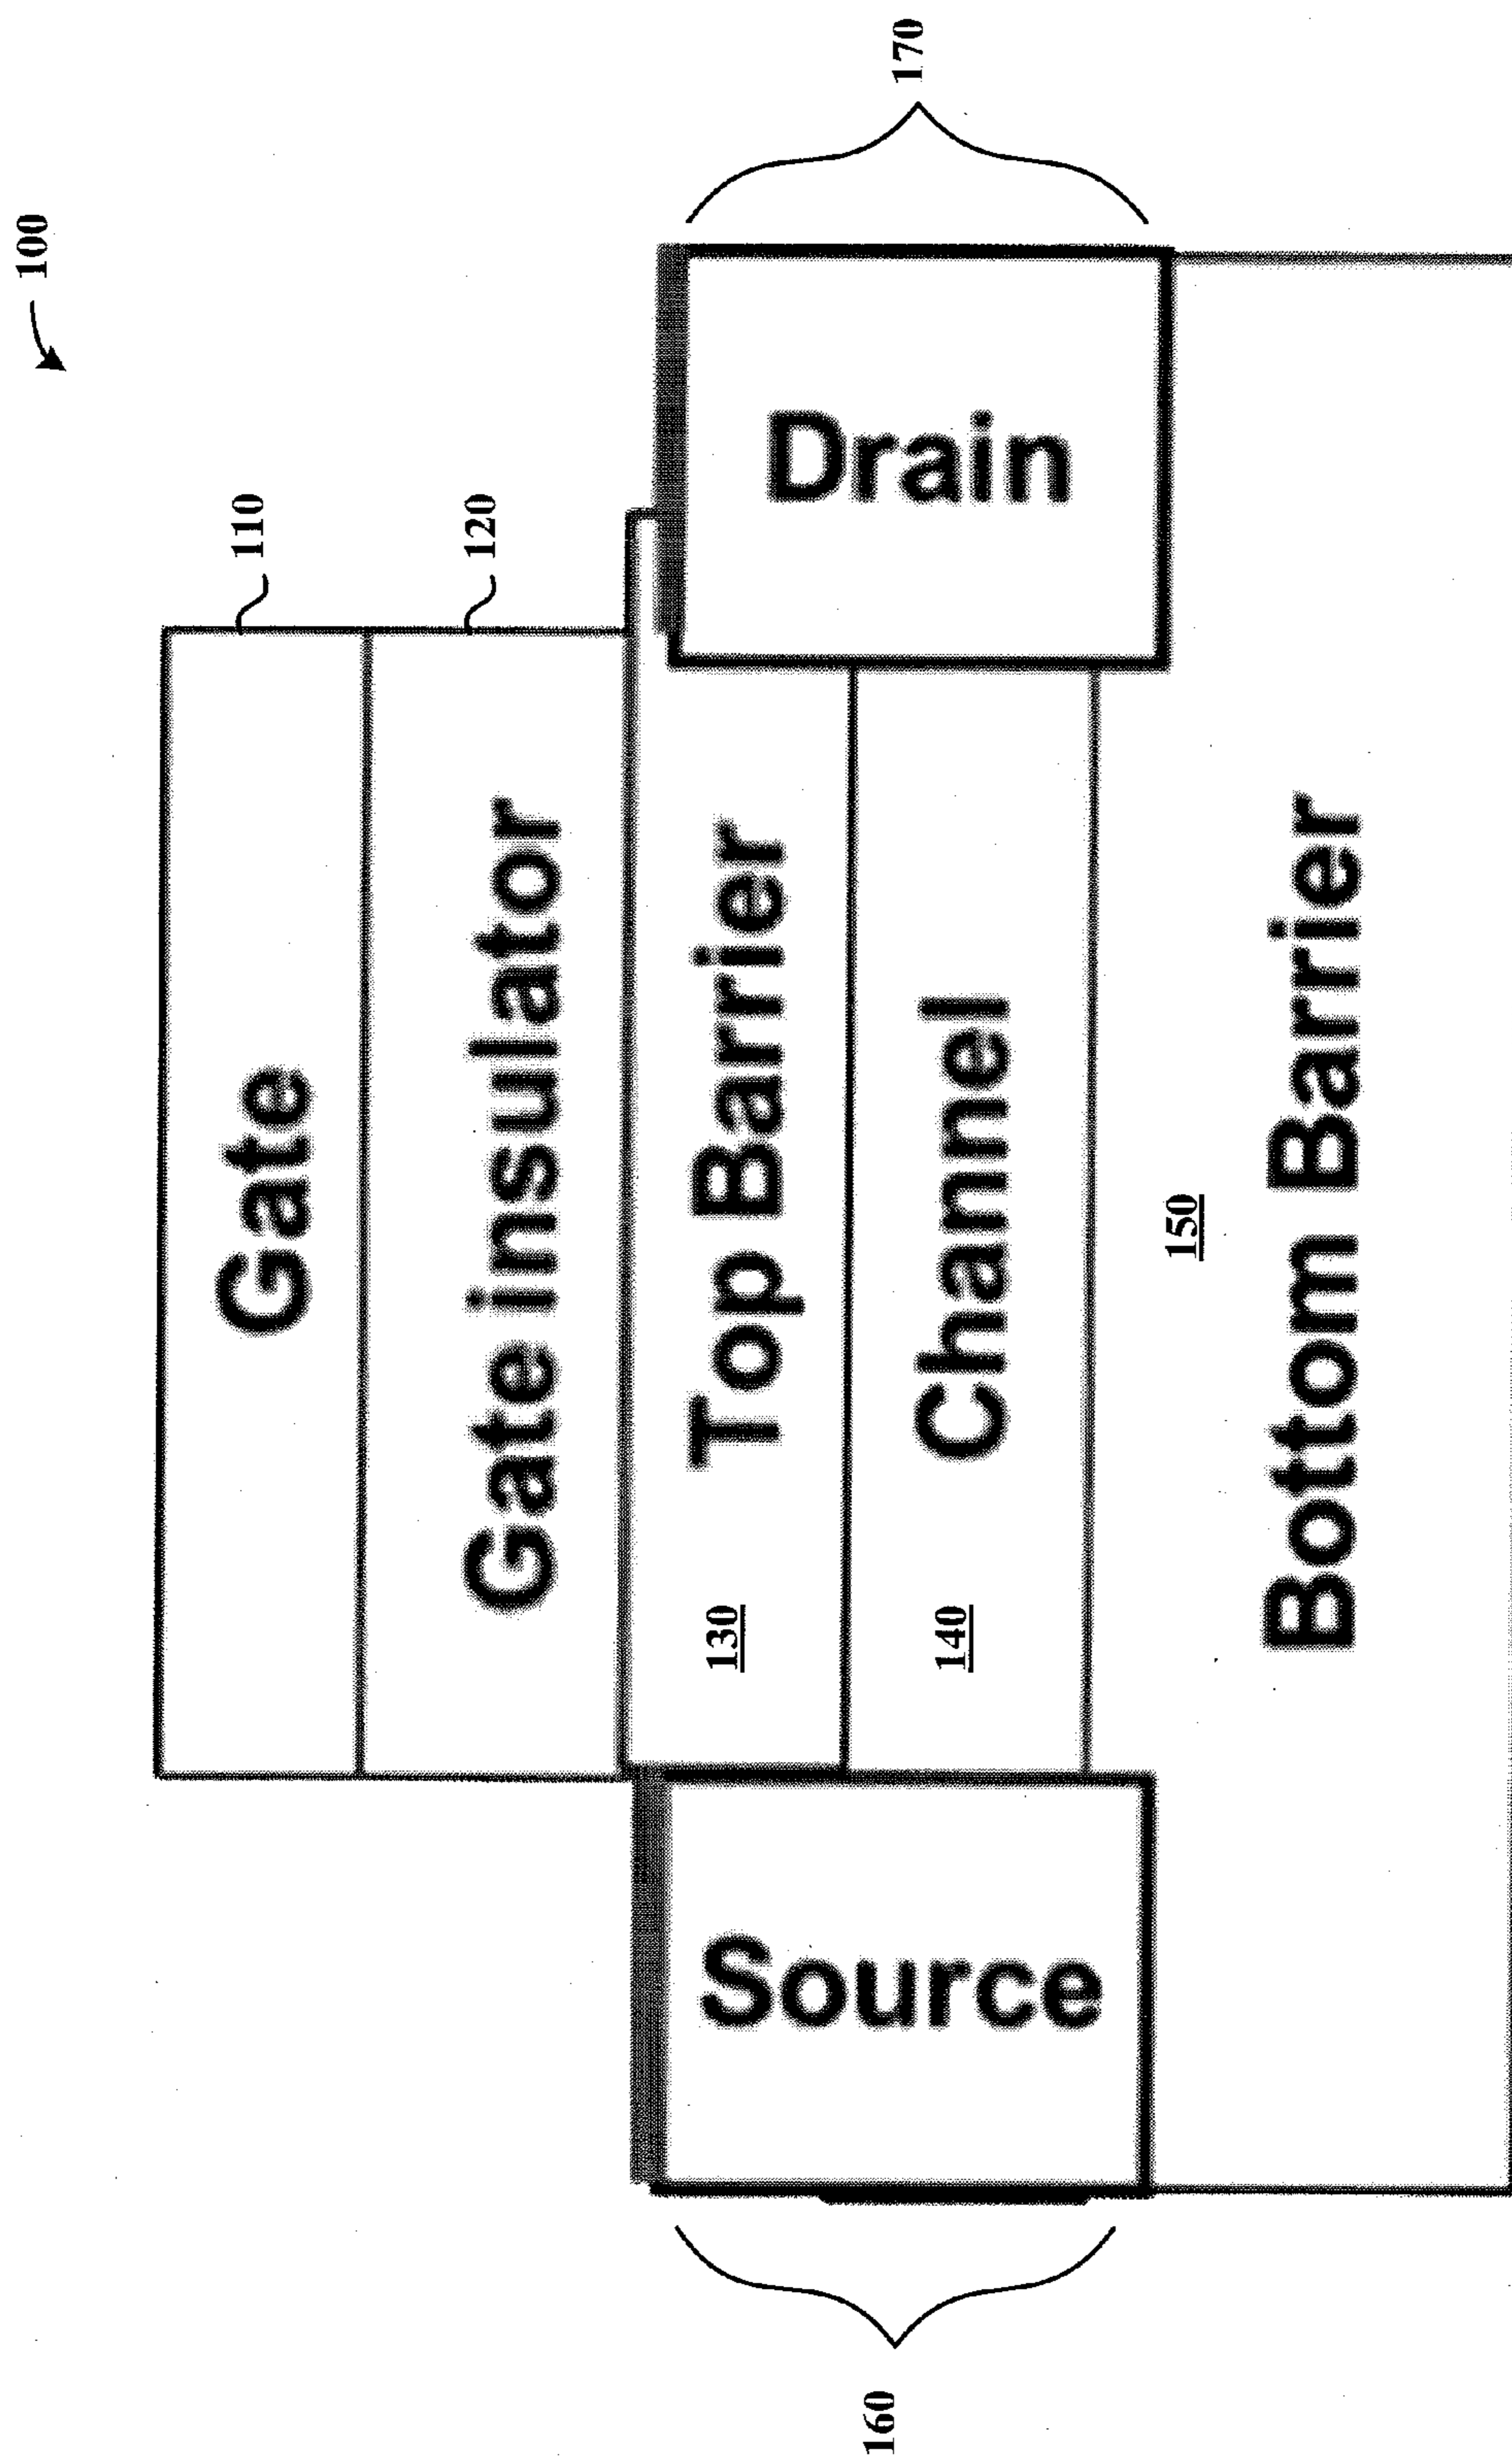 100
Gate
110
Gate insulator
120
130
Top Barrier
140
Channel
150
Bottom Barrier
Source
160
Drain
170